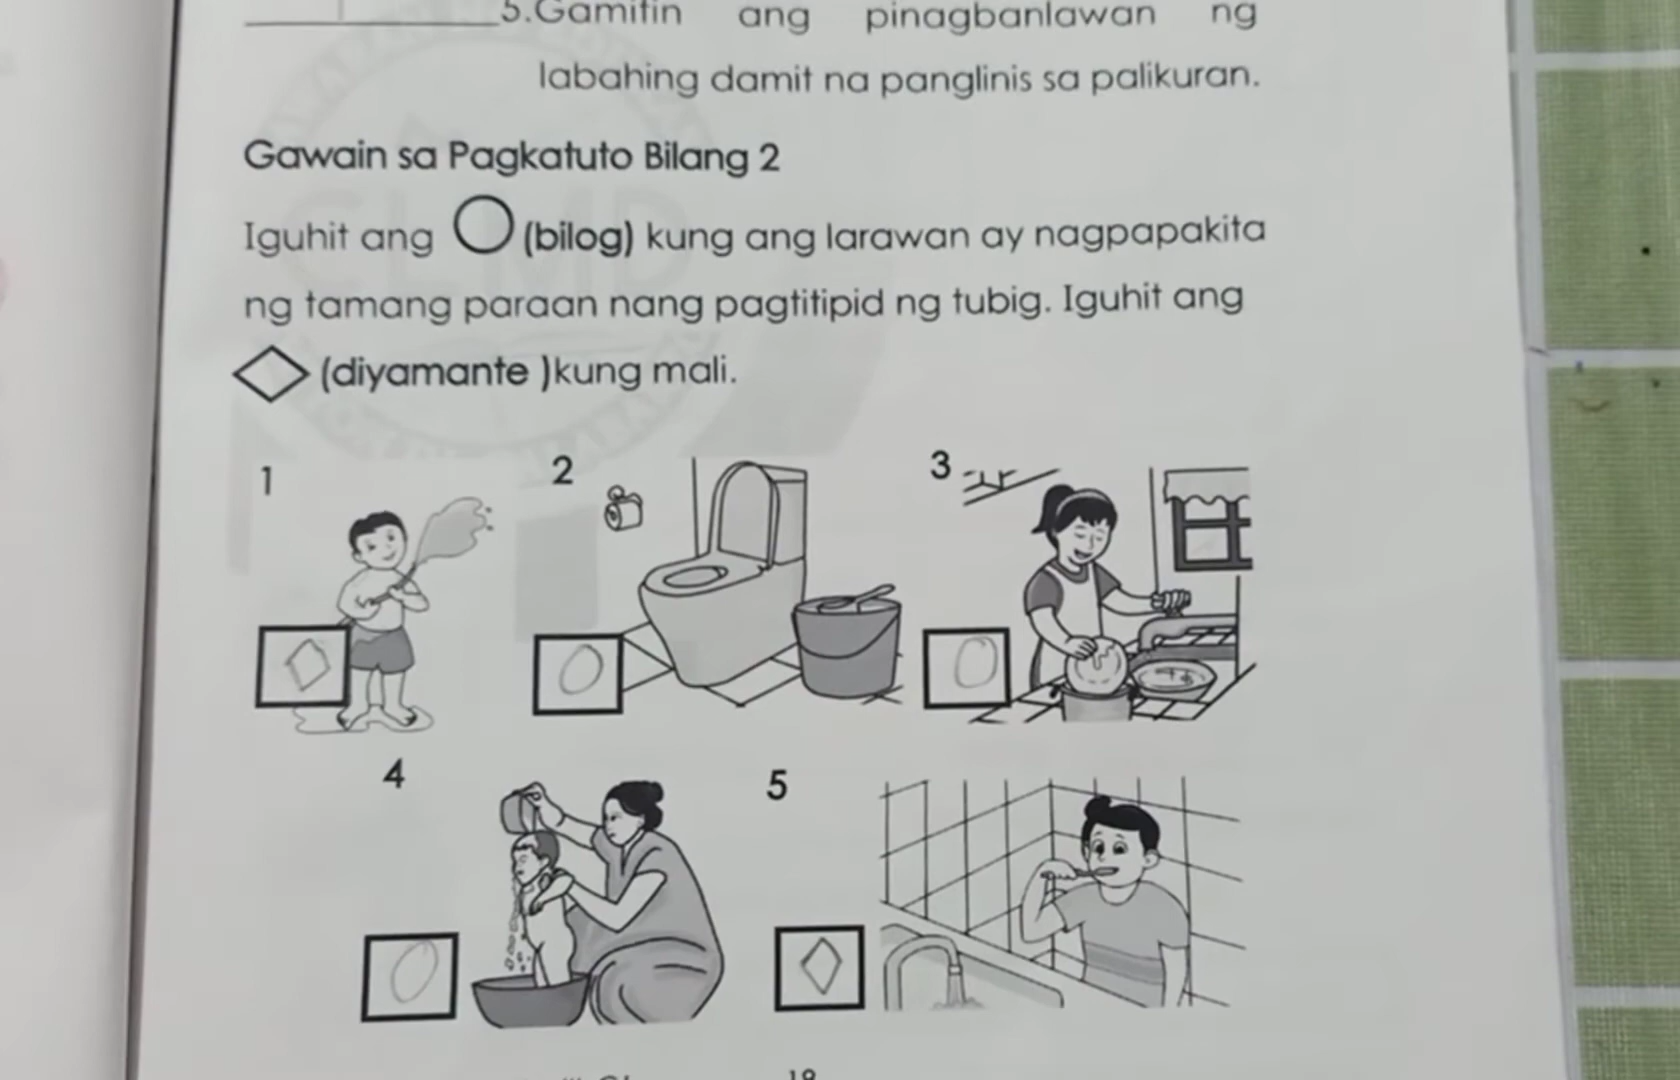 5.Gamitin ang pinagbanlawan ng
labahing damit na panglinis sa palikuran.
Gawain sa Pagkatuto Bilang 2
Iguhit ang (bilog) kung ang larawan ay nagpapakita
ng tamang paraan nang pagtitipid ng tubig. Iguhit ang
(diyamante )kung mali.
1 2 3
4 5